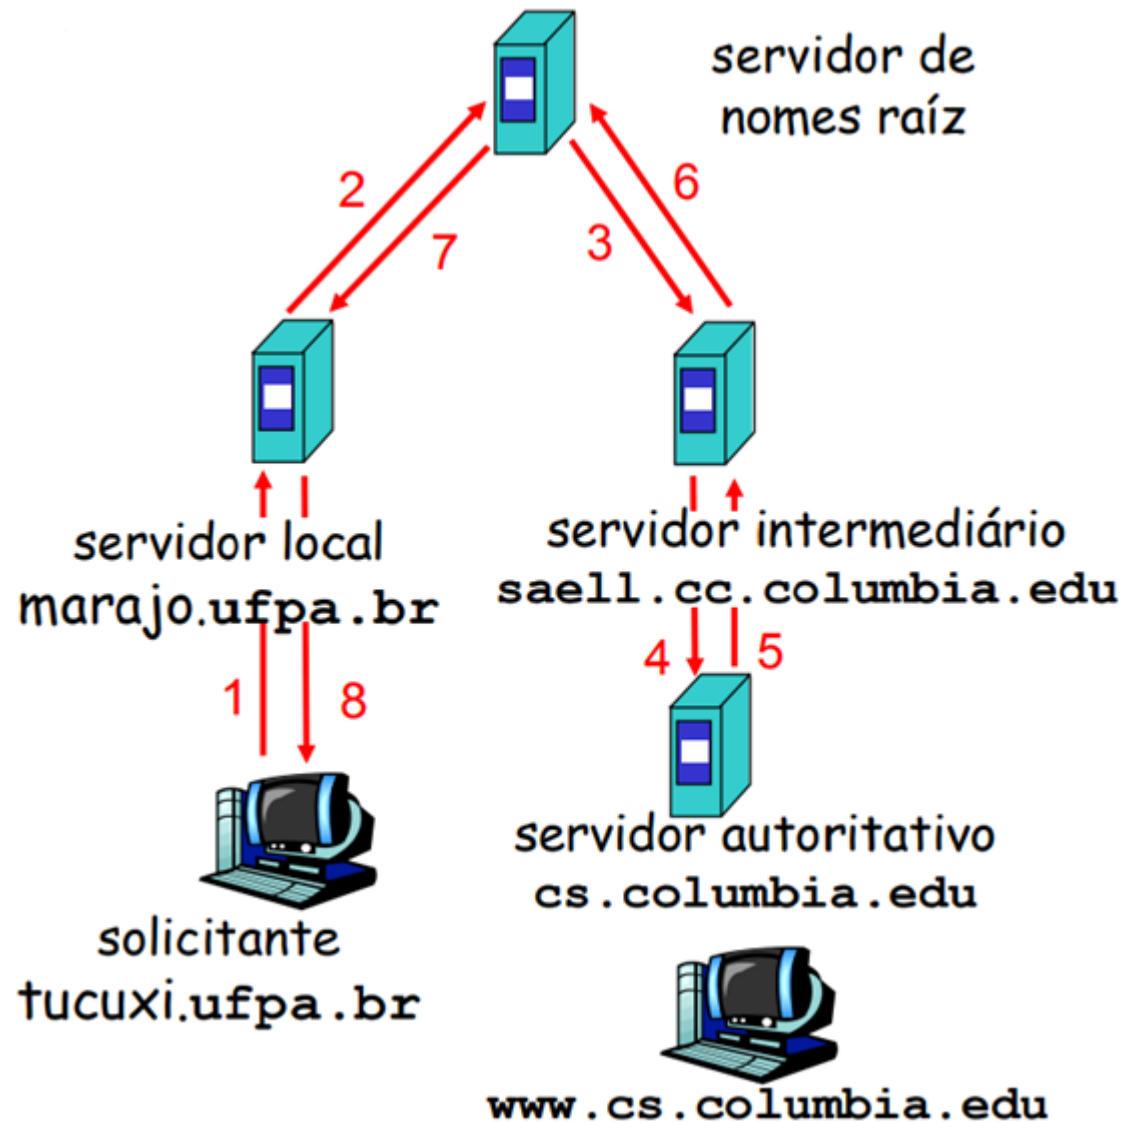 servidor de
nomes raíz
2
7
3
6
servidor local
marajo.ufpa.br
servidor intermediário
saell.cc.columbia.edu
1
8
4
5
servidor autoritativo
cs.columbia.edu
solicitante
tucuxi.ufpa.br
www.cs.columbia.edu